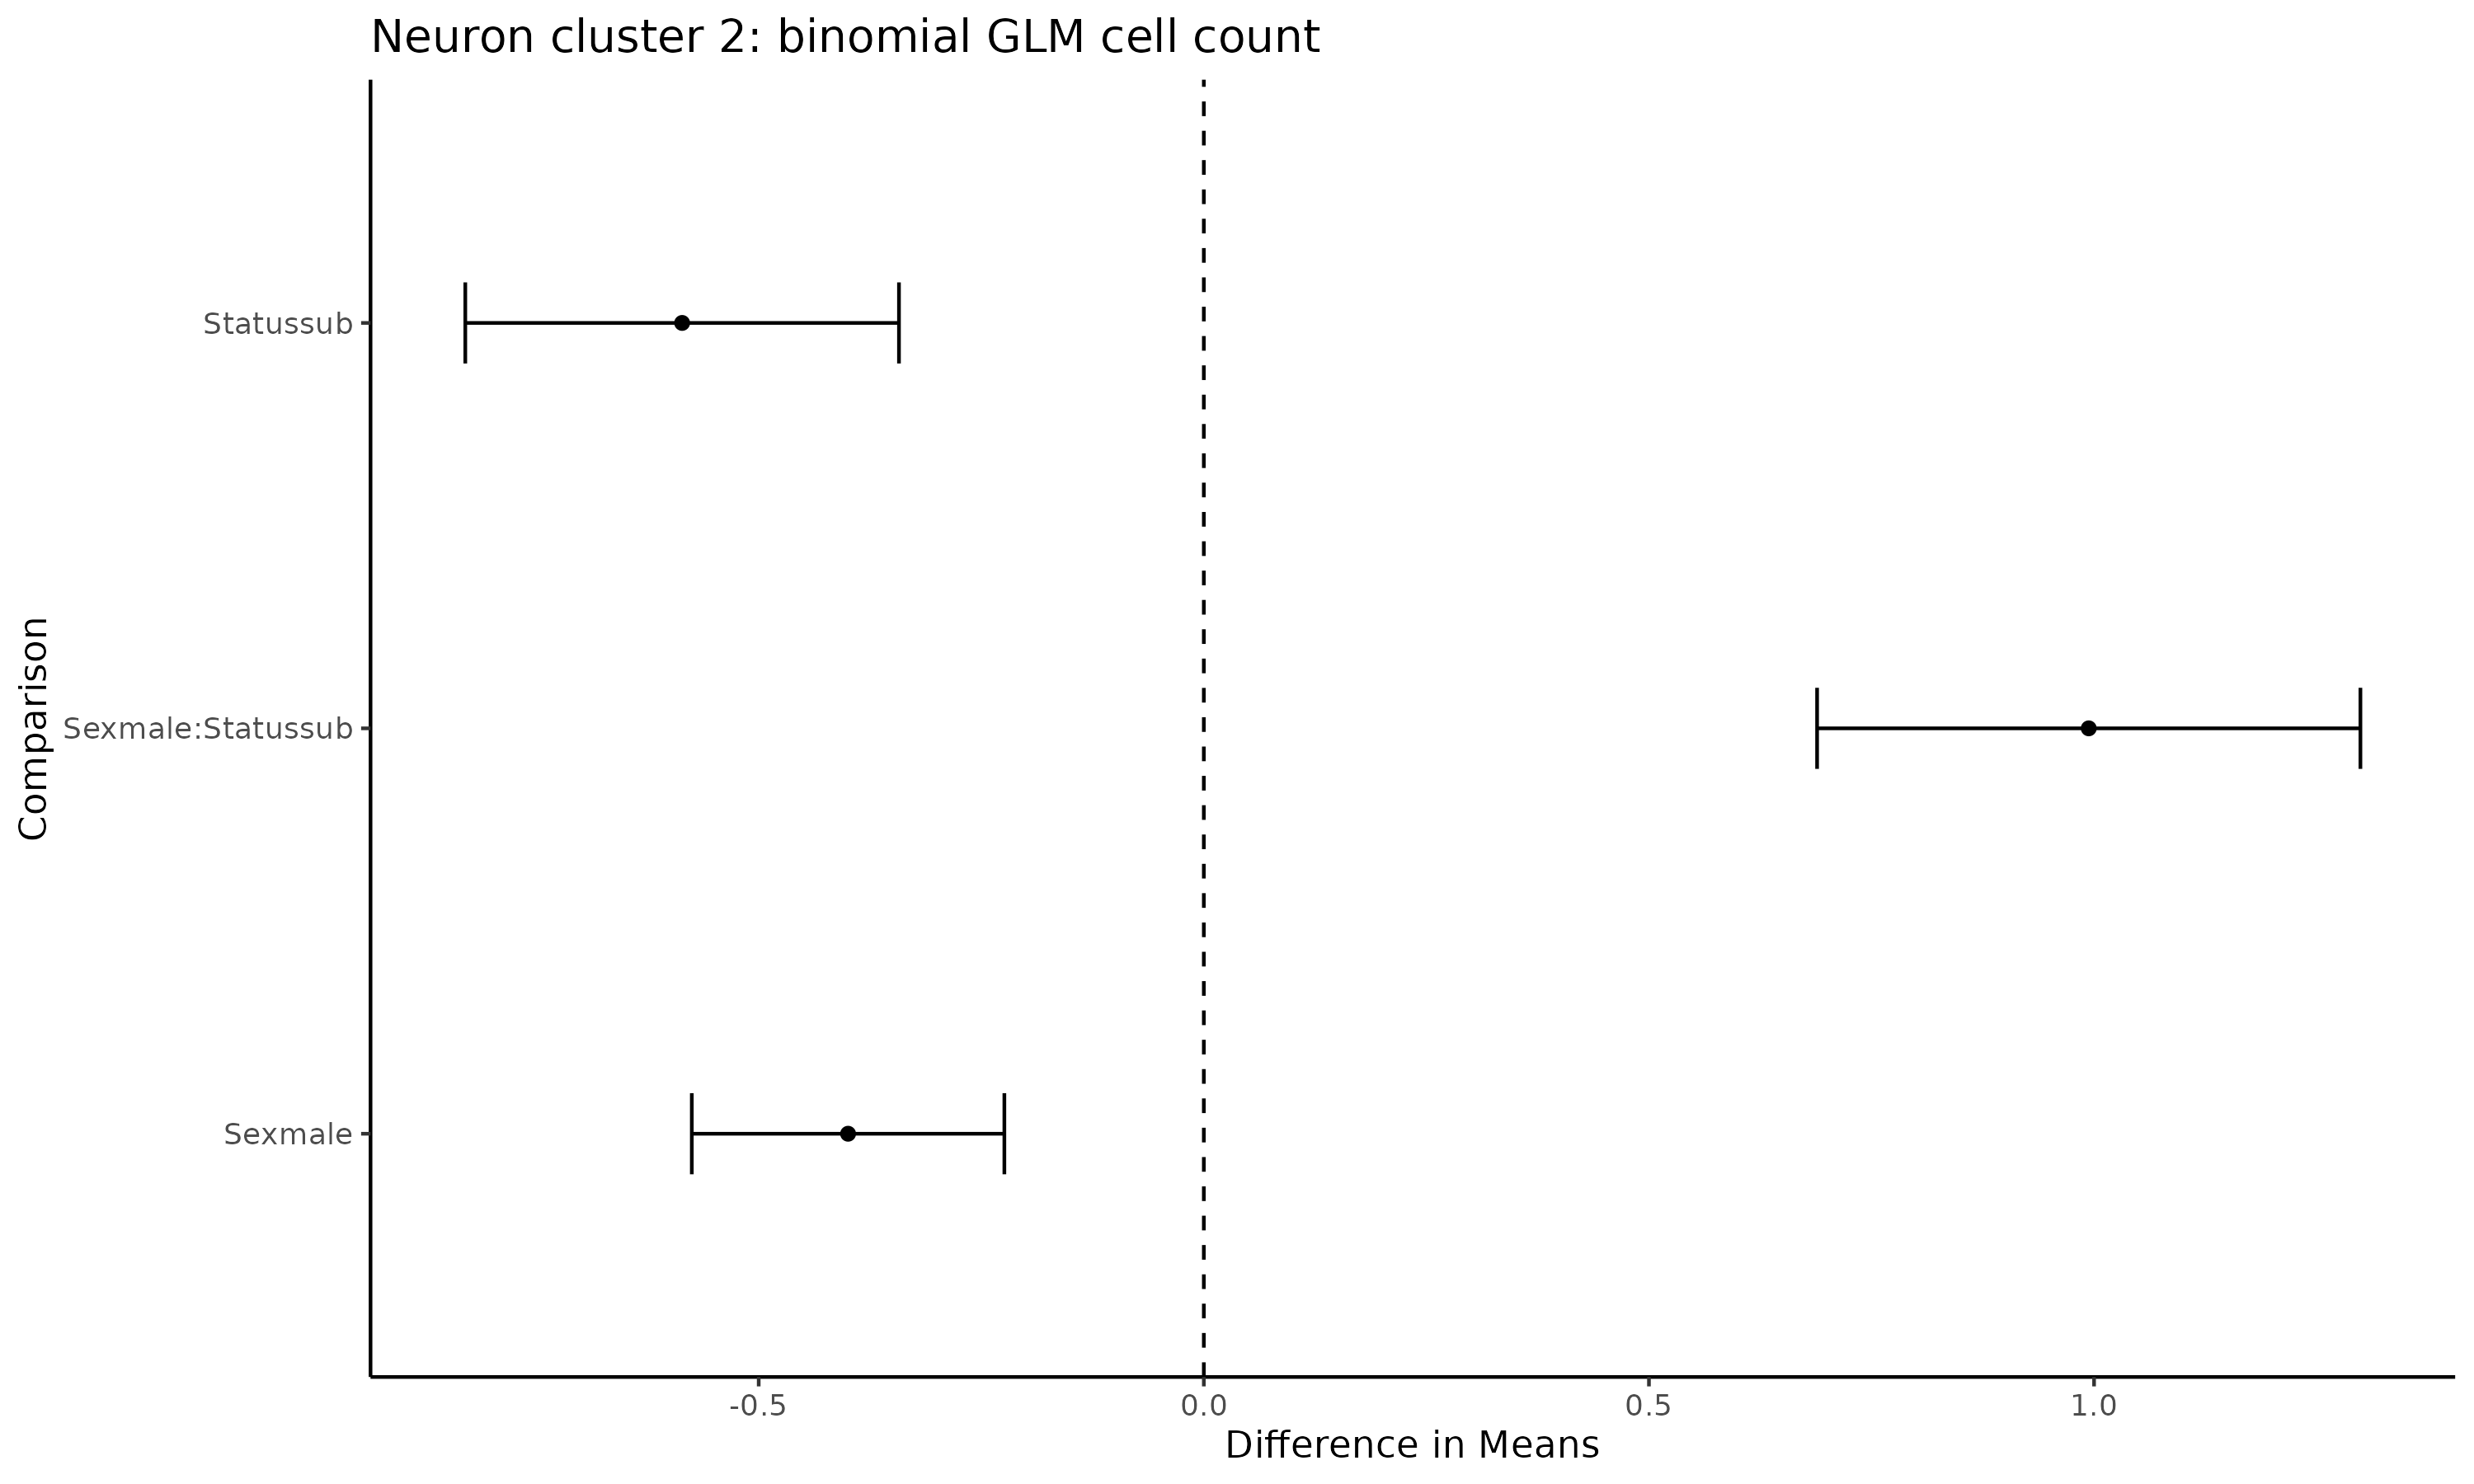 Neuron cluster 2: binomial GLM cell count
Comparison
Statussub
Sexmale:Statussub
Sexmale
-0.5 0.0 0.5 1.0
Difference in Means